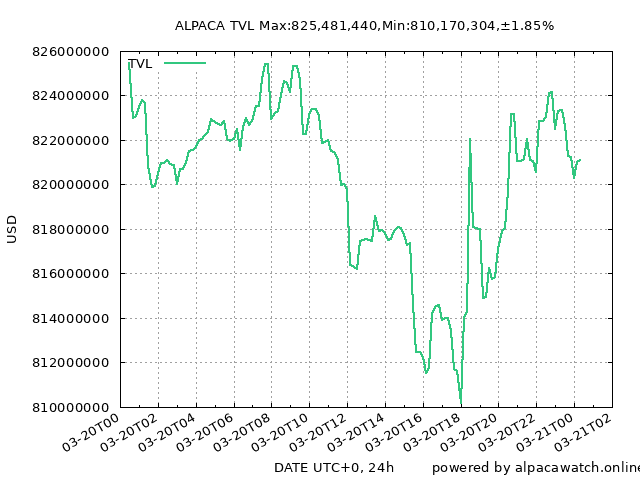 ALPACA TVL Max:825,481,440,Min:810,170,304,±1.85%
TVL
826000000
824000000
822000000
820000000
818000000
816000000
814000000
812000000
810000000
USD
03-20T00
03-20T02
03-20T04
03-20T06
03-20T08
03-20T10
03-20T12
03-20T14
03-20T16
03-20T18
03-20T20
03-20T22
03-21T00
03-21T02
DATE UTC+0, 24h
powered by alpacawatch.online